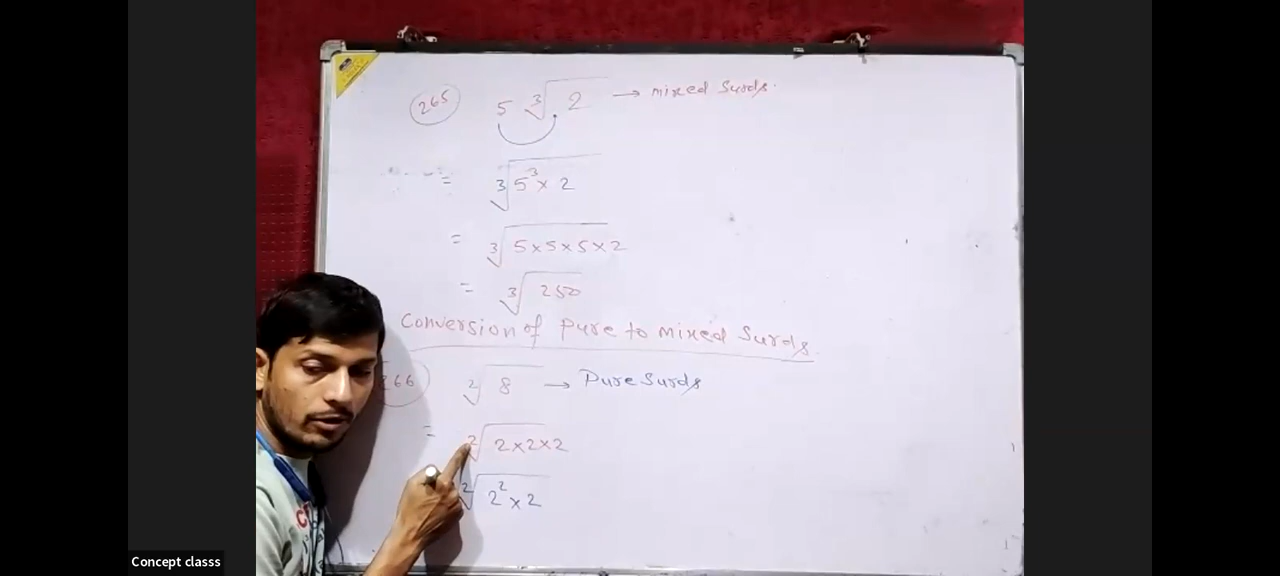 265 5 ∛2 → mixed Surds.
= ∛5³ × 2
= ∛5×5×5×2
= ∛250
Conversion of Pure to mixed Surds
266 ²√8 → Pure Surds
= ²√2×2×2
²√2² × 2
Concept classs